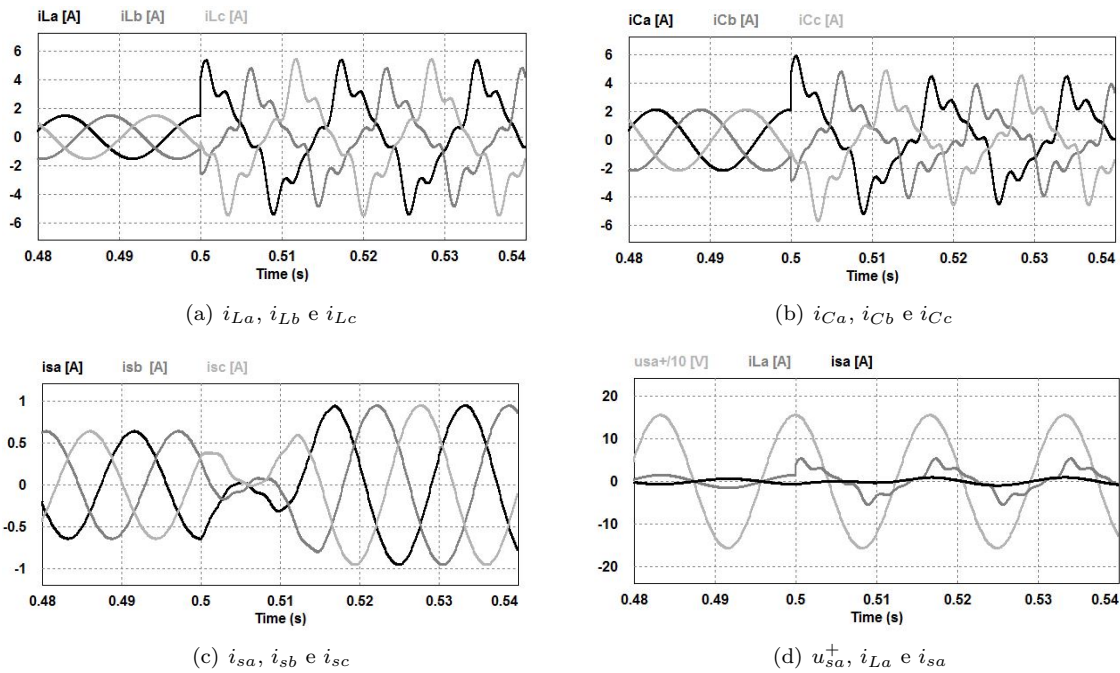 iLa [A] iLb [A] iLc [A]
6
4
2
0
-2
-4
-6
0.48 0.49 0.5 0.51 0.52 0.53 0.54
Time (s)
(a) iLa, iLb e iLc
iCa [A] iCb [A] iCc [A]
6
4
2
0
-2
-4
-6
0.48 0.49 0.5 0.51 0.52 0.53 0.54
Time (s)
(b) iCa, iCb e iCc
isa [A] isb [A] isc [A]
1
0.5
0
-0.5
-1
0.48 0.49 0.5 0.51 0.52 0.53 0.54
Time (s)
(c) isa, isb e isc
usa+/10 [V] iLa [A] isa [A]
20
10
0
-10
-20
0.48 0.49 0.5 0.51 0.52 0.53 0.54
Time (s)
(d) u+sa, iLa e isa